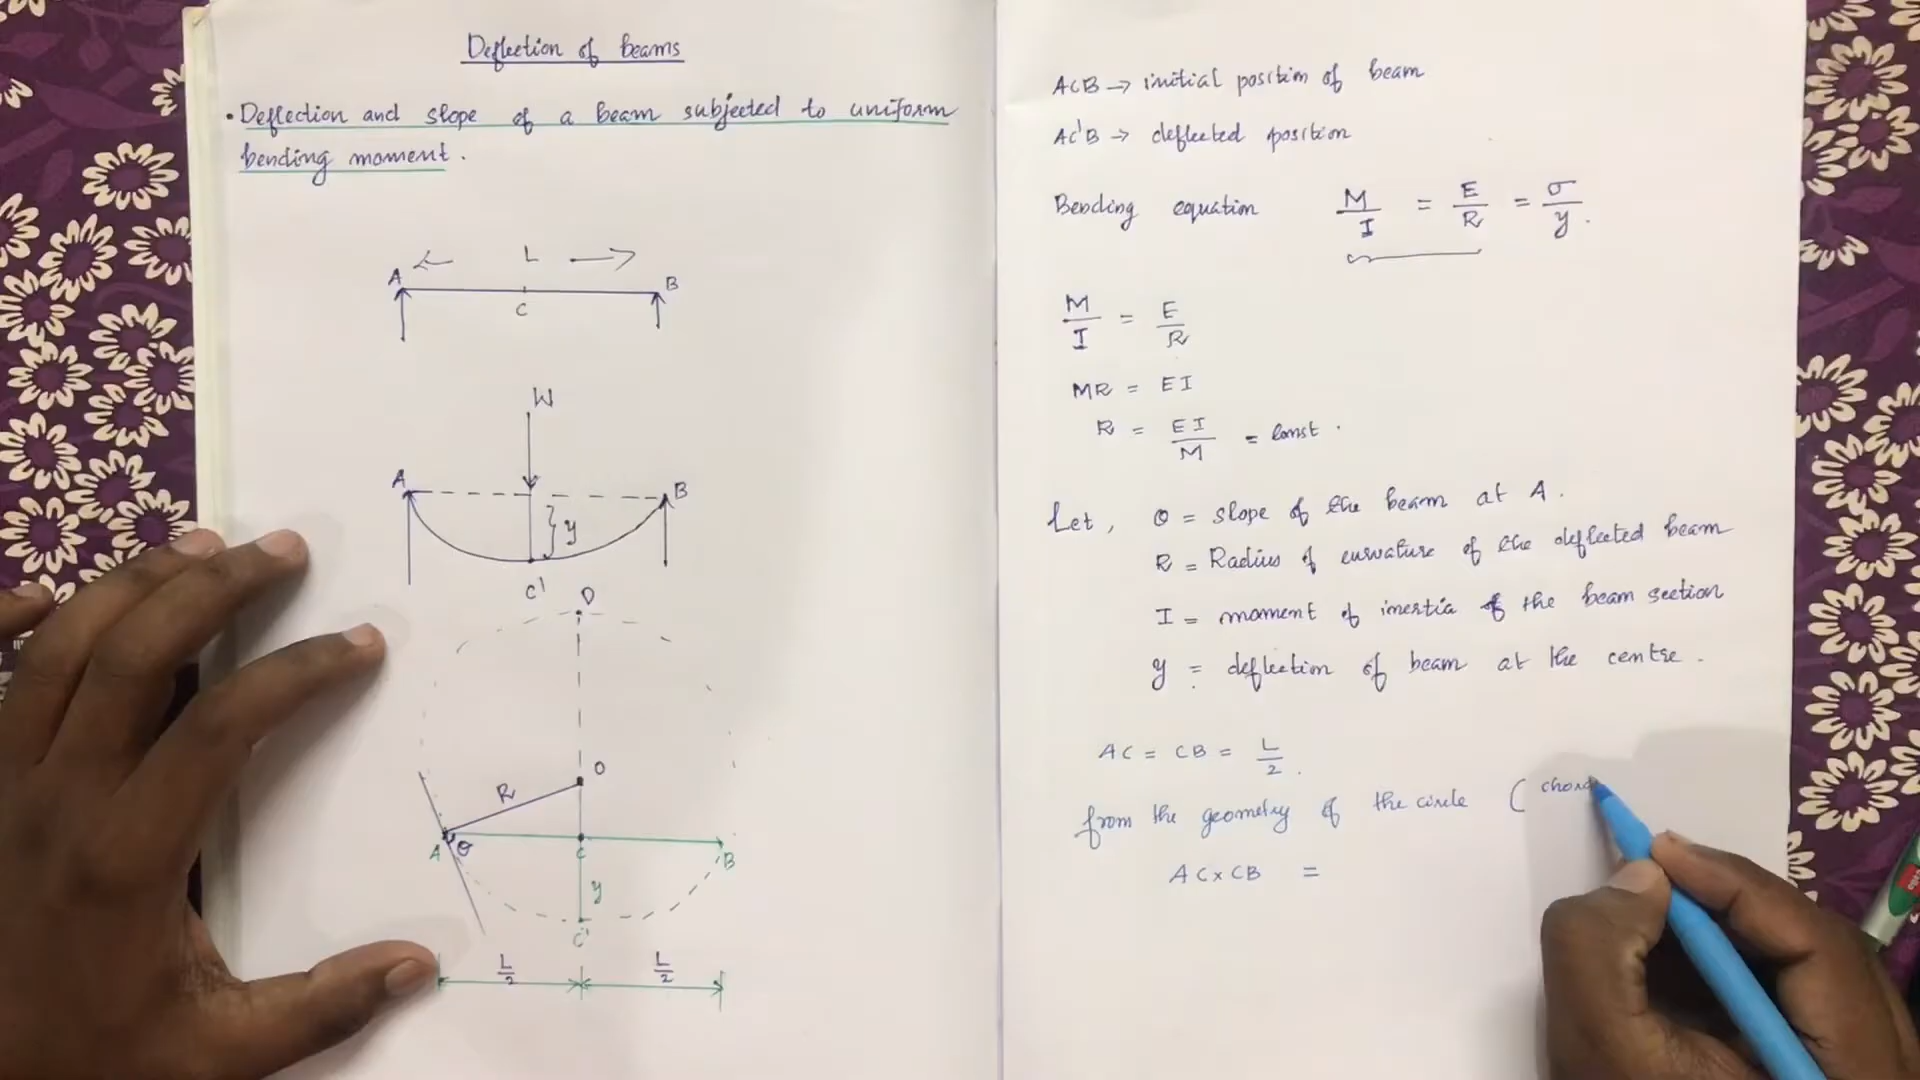 Deflection of beams
• Deflection and slope of a beam subjected to uniform
bending moment.
L
A
B
C
W
A
B
y
C'
D
R
O
A
θ
C
B
y
C'
L/2
L/2
ACB → initial position of beam
AC'B → deflected position
Bending equation M/I = E/R = σ/y.
M/I = E/R
MR = EI
R = EI/M = Const.
Let, θ = slope of the beam at A.
R = Radius of curvature of the deflected beam
I = moment of inertia of the beam section
y = deflection of beam at the centre.
AC = CB = L/2.
from the geometry of the circle ( chord
AC x CB =